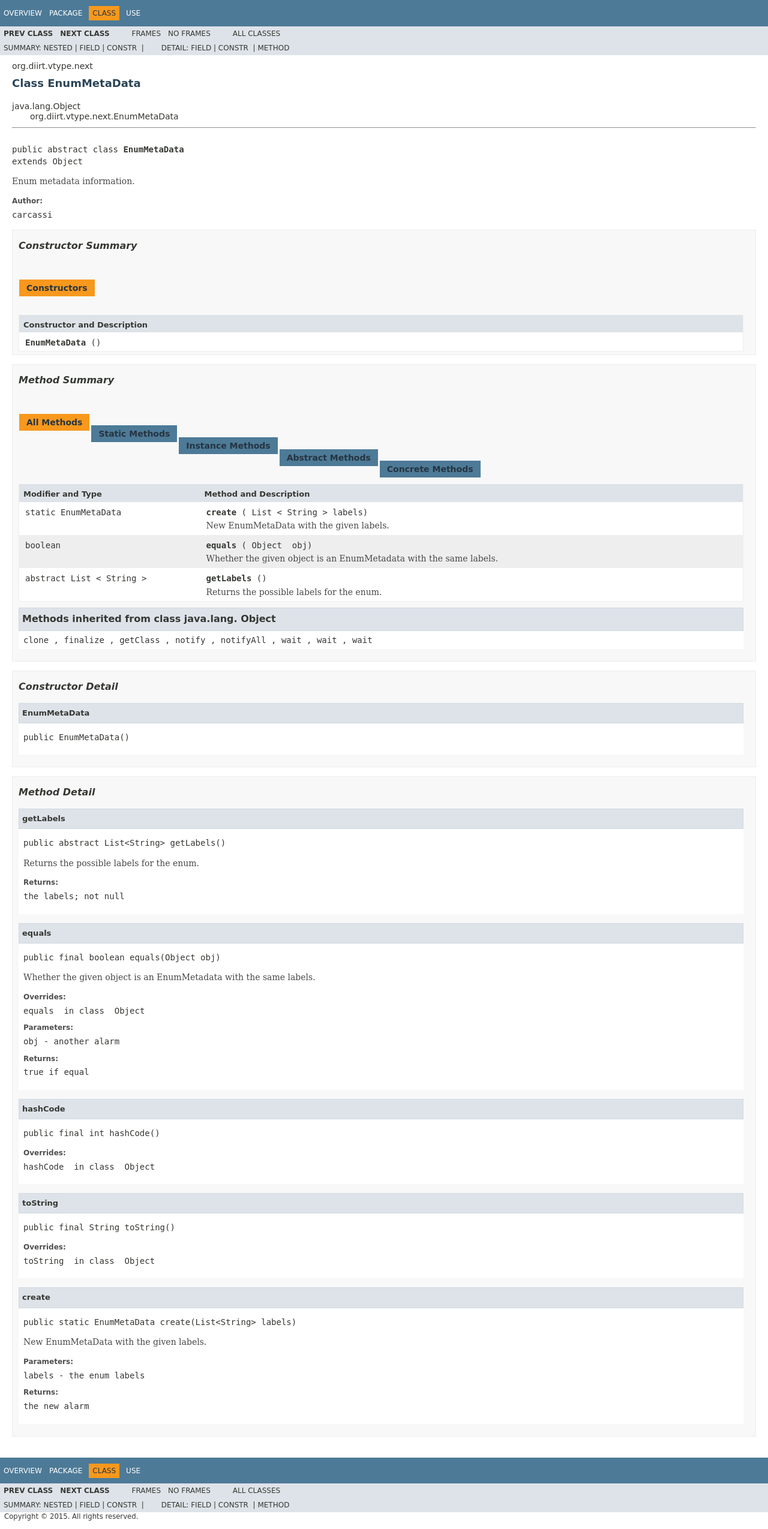 OVERVIEW PACKAGE CLASS USE
PREV CLASS NEXT CLASS FRAMES NO FRAMES ALL CLASSES
SUMMARY: NESTED | FIELD | CONSTR | DETAIL: FIELD | CONSTR | METHOD
org.diirt.vtype.next
Class EnumMetaData
java.lang.Object
org.diirt.vtype.next.EnumMetaData
public abstract class EnumMetaData
extends Object
Enum metadata information.
Author:
carcassi
Constructor Summary
Constructors
Constructor and Description
EnumMetaData ()
Method Summary
All Methods
Static Methods
Instance Methods
Abstract Methods
Concrete Methods
Modifier and Type Method and Description
static EnumMetaData create ( List < String > labels)
New EnumMetaData with the given labels.
boolean equals ( Object obj)
Whether the given object is an EnumMetadata with the same labels.
abstract List < String > getLabels ()
Returns the possible labels for the enum.
Methods inherited from class java.lang. Object
clone , finalize , getClass , notify , notifyAll , wait , wait , wait
Constructor Detail
EnumMetaData
public EnumMetaData()
Method Detail
getLabels
public abstract List<String> getLabels()
Returns the possible labels for the enum.
Returns:
the labels; not null
equals
public final boolean equals(Object obj)
Whether the given object is an EnumMetadata with the same labels.
Overrides:
equals in class Object
Parameters:
obj - another alarm
Returns:
true if equal
hashCode
public final int hashCode()
Overrides:
hashCode in class Object
toString
public final String toString()
Overrides:
toString in class Object
create
public static EnumMetaData create(List<String> labels)
New EnumMetaData with the given labels.
Parameters:
labels - the enum labels
Returns:
the new alarm
OVERVIEW PACKAGE CLASS USE
PREV CLASS NEXT CLASS FRAMES NO FRAMES ALL CLASSES
SUMMARY: NESTED | FIELD | CONSTR | DETAIL: FIELD | CONSTR | METHOD
Copyright © 2015. All rights reserved.